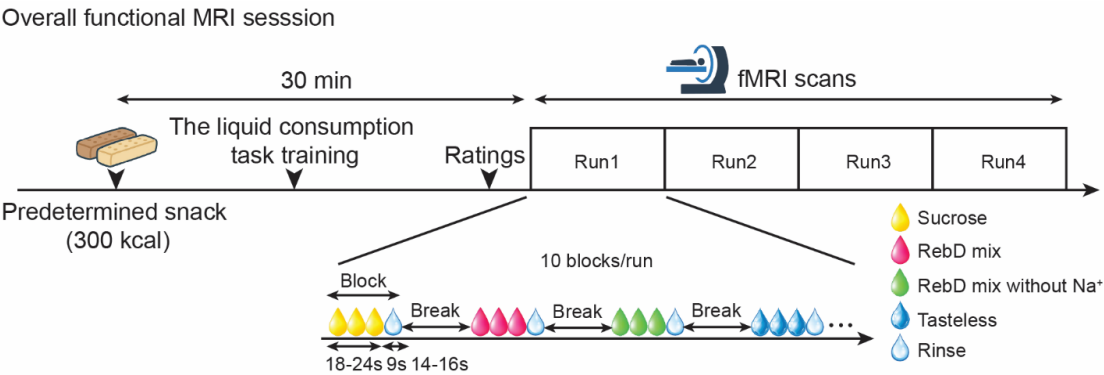 Overall functional MRI sesssion
30 min
fMRI scans
The liquid consumption
task training
Ratings
Run1
Run2
Run3
Run4
Predetermined snack
(300 kcal)
Sucrose
RebD mix
RebD mix without Na⁺
Tasteless
Rinse
10 blocks/run
Block
Break
Break
Break
18-24s 9s 14-16s